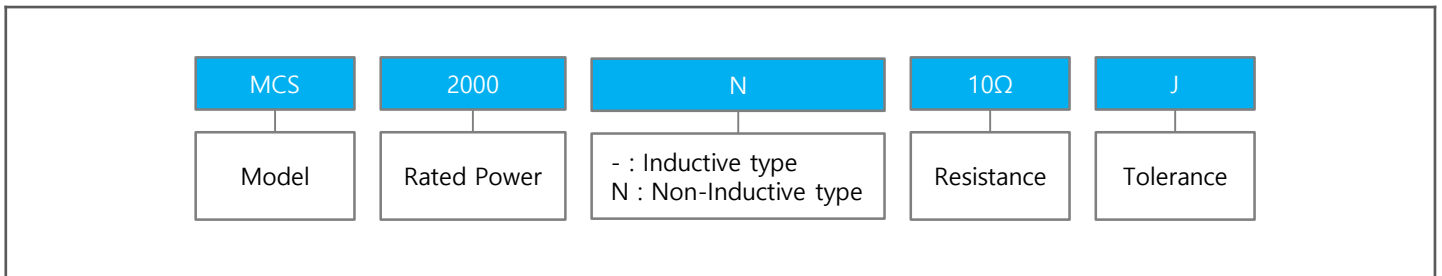 MCS 2000 N 10Ω J
Model Rated Power - : Inductive type
N : Non-Inductive type Resistance Tolerance